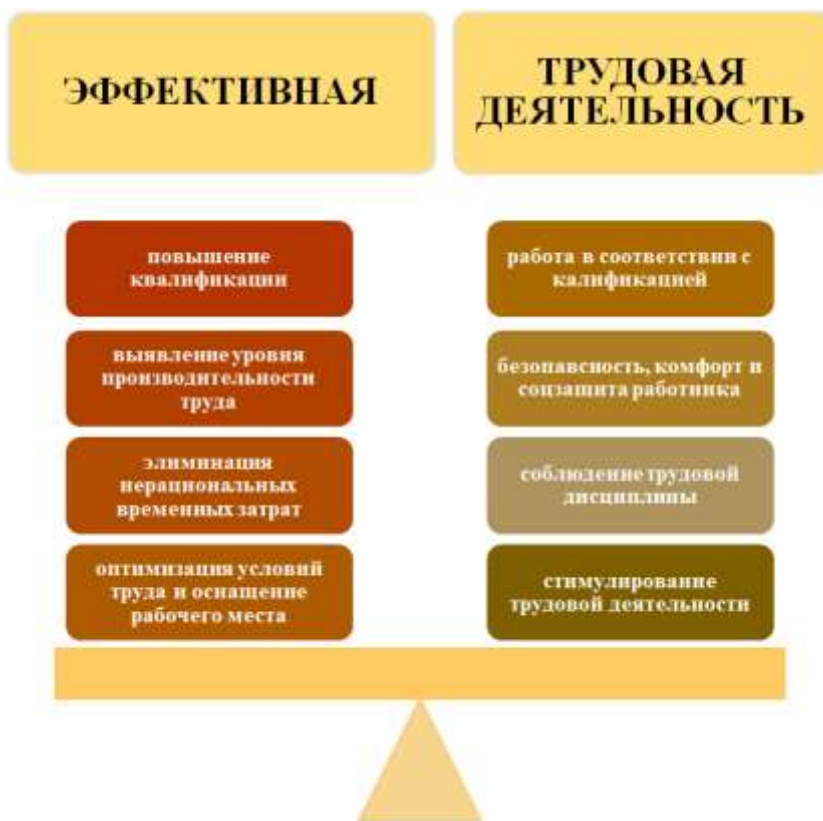 ЭФФЕКТИВНАЯ
ТРУДОВАЯ
ДЕЯТЕЛЬНОСТЬ
повышение
квалификации
выявление уровня
производительности
труда
элиминация
нерациональных
временных затрат
оптимизация условий
труда и оснащение
рабочего места
работа в соответствии с
калификацией
безопавсность, комфорт и
соцзащита работника
соблюдение трудовой
дисциплины
стимулирование
трудовой деятельности